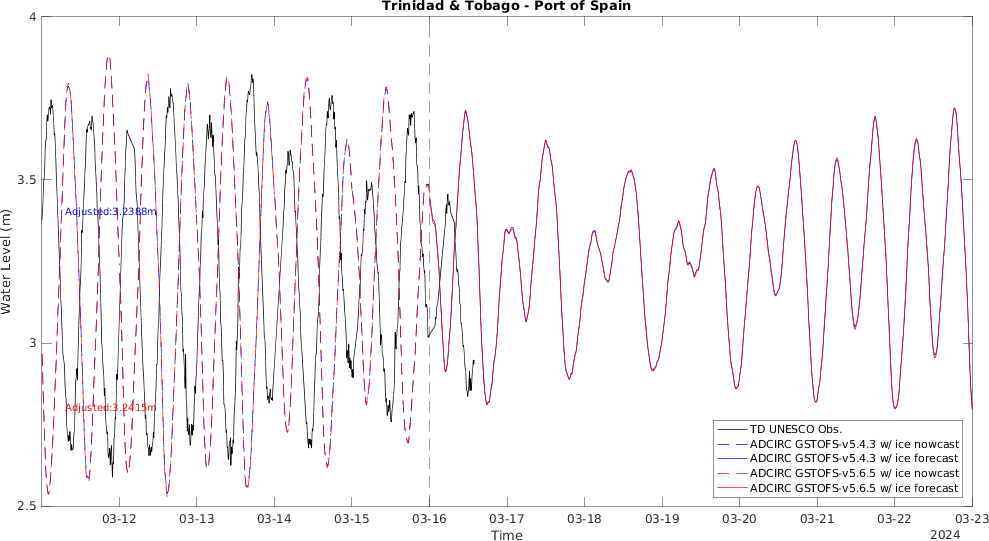 Trinidad & Tobago - Port of Spain
4
3.5
3
2.5
Water Level (m)
Adjusted:3.2388m
Adjusted:3.2415m
TD UNESCO Obs.
ADCIRC GSTOFS-v5.4.3 w/ ice nowcast
ADCIRC GSTOFS-v5.4.3 w/ ice forecast
ADCIRC GSTOFS-v5.6.5 w/ ice nowcast
ADCIRC GSTOFS-v5.6.5 w/ ice forecast
03-12 03-13 03-14 03-15 03-16 03-17 03-18 03-19 03-20 03-21 03-22 03-23
Time
2024